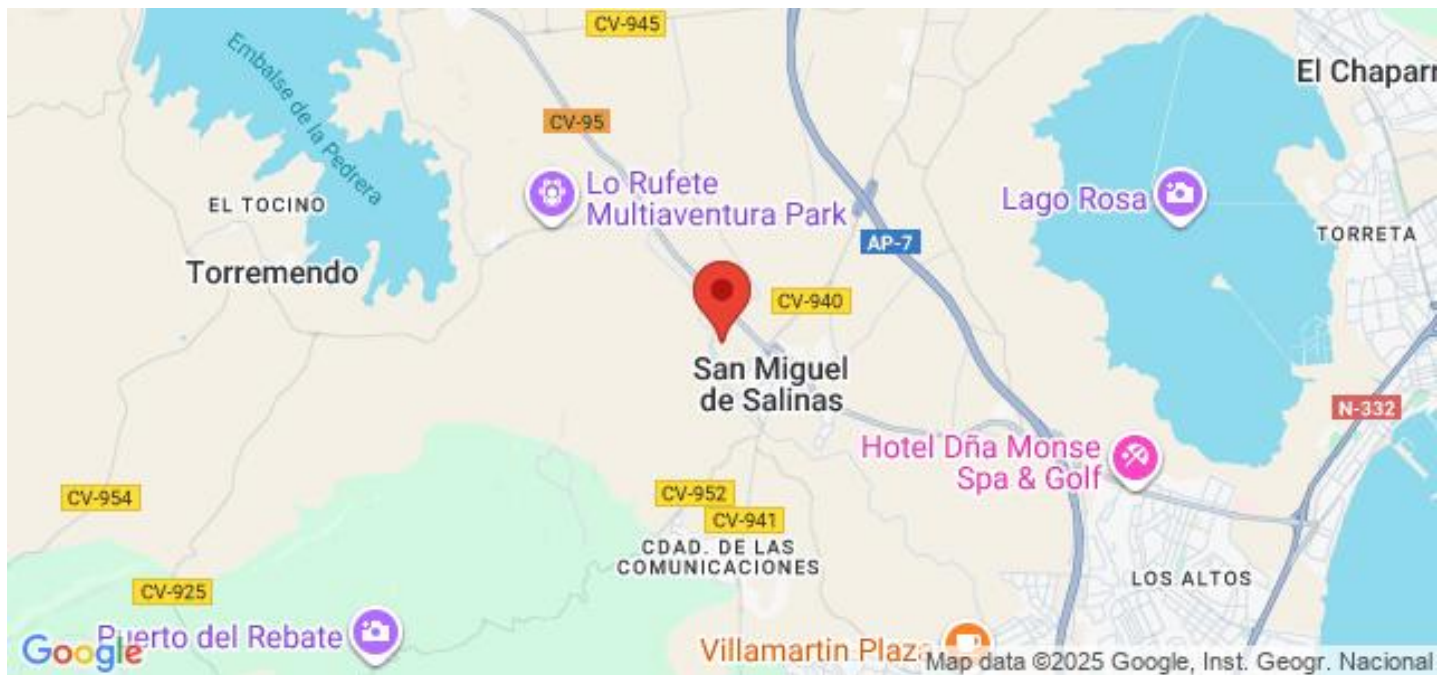 CV-945
Embalse de la Pedrera
El Chaparr
CV-95
Lo Rufete
Multiaventura Park
EL TOCINO
Lago Rosa
TORRETA
AP-7
Torremendo
CV-940
San Miguel
de Salinas
N-332
Hotel Dña Monse
Spa & Golf
CV-954
CV-952
CV-941
CDAD. DE LAS
COMUNICACIONES
LOS ALTOS
CV-925
Puerto del Rebate
Villamartin Plaza
Google
Map data ©2025 Google, Inst. Geogr. Nacional